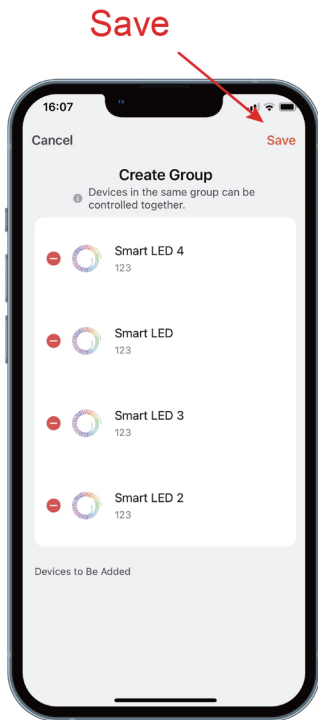 Save
16:07
Cancel
Save
Create Group
Devices in the same group can be
controlled together.
Smart LED 4
123
Smart LED
123
Smart LED 3
123
Smart LED 2
123
Devices to Be Added